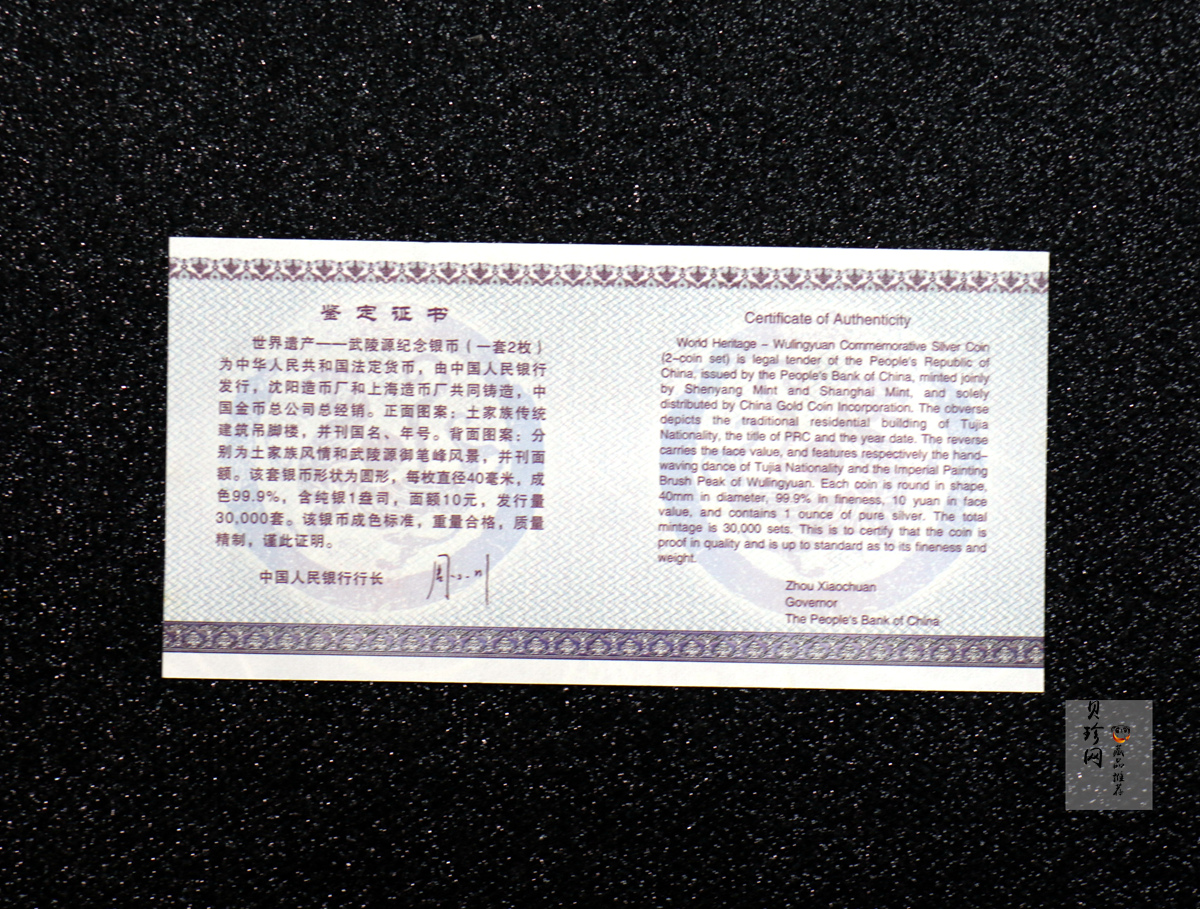 鉴定证书
世界遗产——武陵源纪念银币（一套2枚）
为中华人民共和国法定货币，由中国人民银行
发行，沈阳造币厂和上海造币厂共同铸造，中
国金币总公司总经销。正面图案：土家族传统
建筑吊脚楼，并刊国名、年号。背面图案：分
别为土家族风情和武陵源御笔峰风景，并刊面
额。该套银币形状为圆形，每枚直径40毫米，成
色99.9%，含纯银1盎司，面额10元，发行量
30,000套。该银币成色标准，重量合格，质量
精制，谨此证明。
中国人民银行行长
Certificate of Authenticity
World Heritage – Wulingyuan Commemorative Silver Coin
(2–coin set) is legal tender of the People's Republic of
China, issued by the People's Bank of China, minted joinly
by Shenyang Mint and Shanghai Mint, and solely
distributed by China Gold Coin Incorporation. The obverse
depicts the traditional residential building of Tujia
Nationality, the title of PRC and the year date. The reverse
carries the face value, and features respectively the hand–
waving dance of Tujia Nationality and the Imperial Painting
Brush Peak of Wulingyuan. Each coin is round in shape,
40mm in diameter, 99.9% in fineness, 10 yuan in face
value, and contains 1 ounce of pure silver. The total
mintage is 30,000 sets. This is to certify that the coin is
proof in quality and is up to standard as to its fineness and
weight.
Zhou Xiaochuan
Governor
The People's Bank of China
贝珍网
藏品推荐